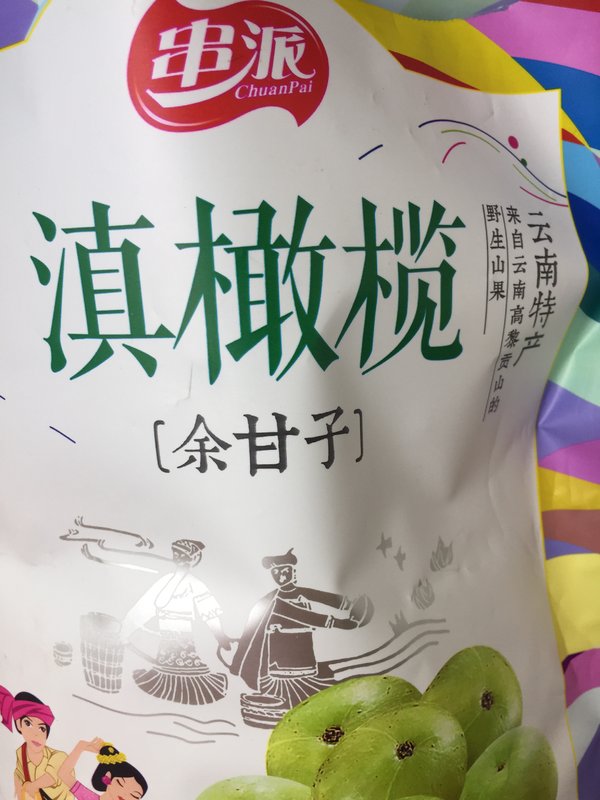 串派
ChuanPai
滇橄榄
[余甘子]
云南特产
来自云南高黎贡山的
野生山果